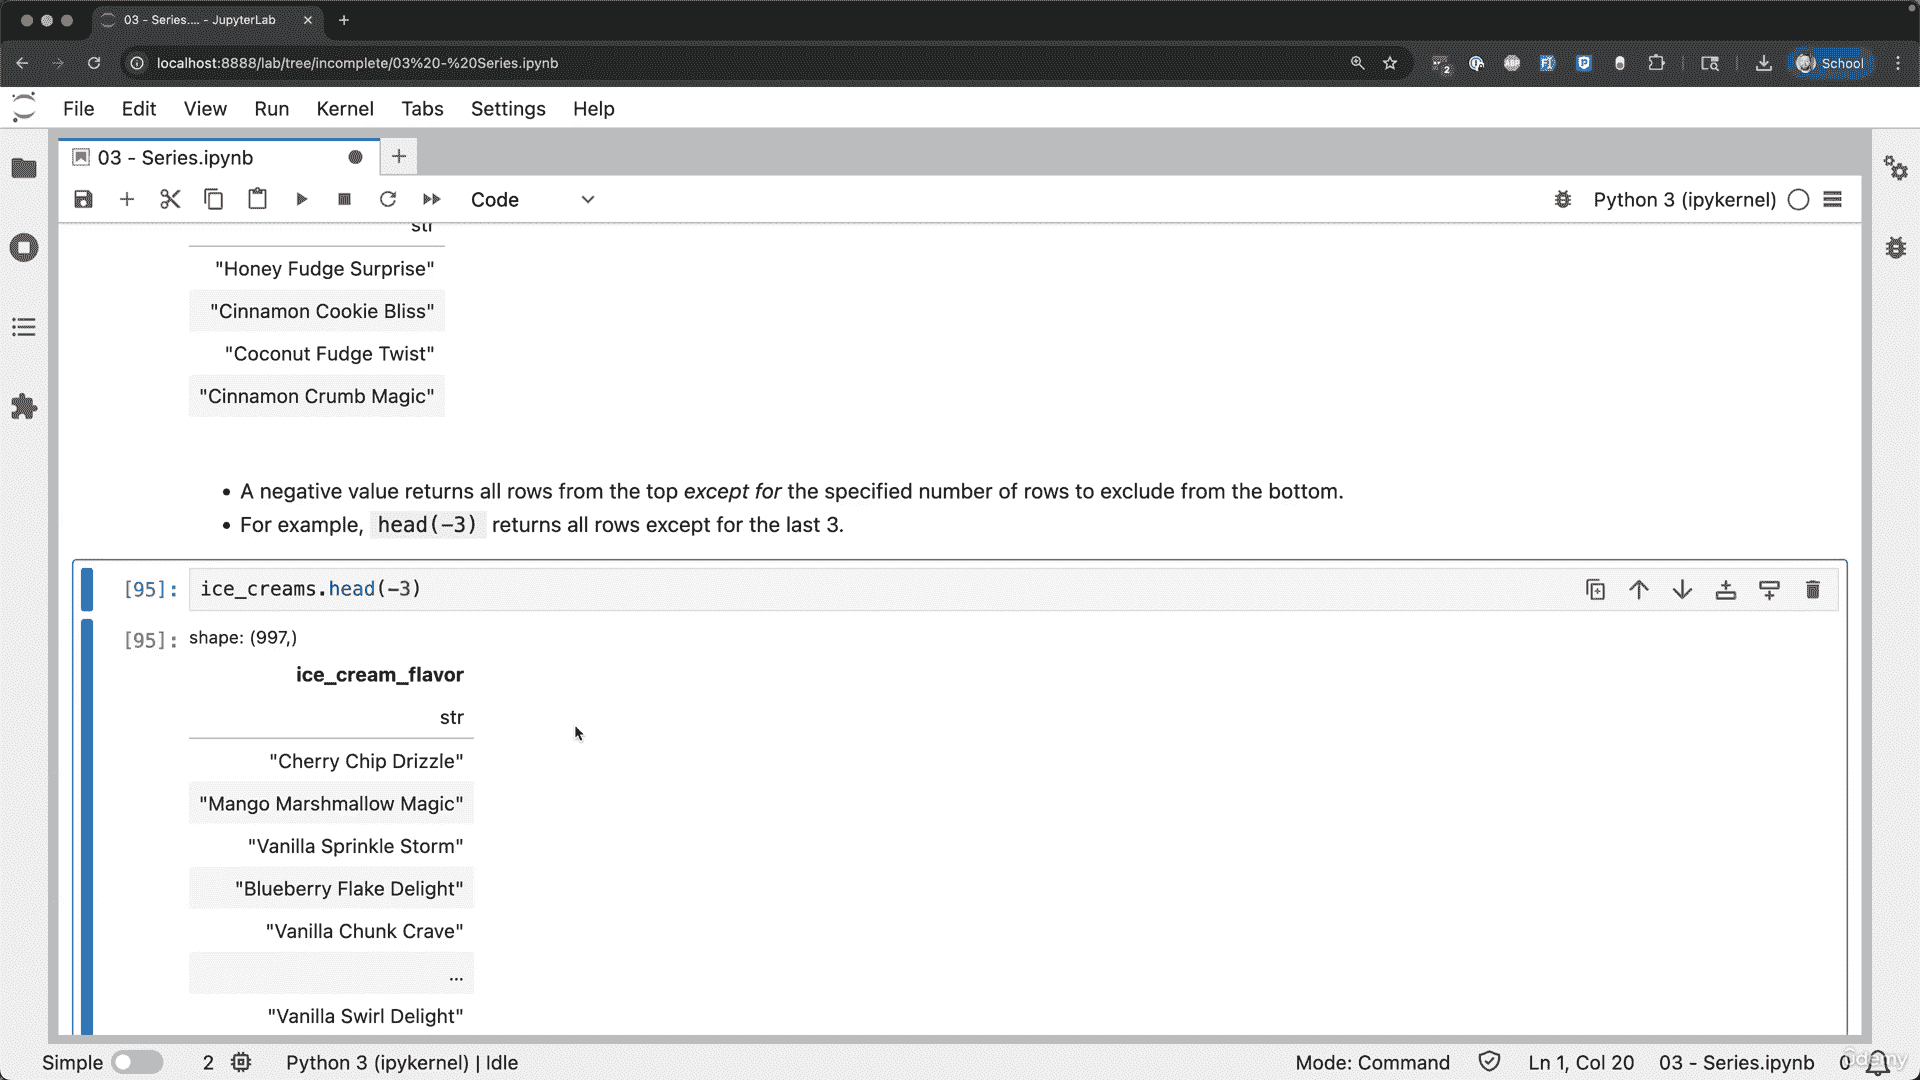 03 - Series.... - JupyterLab
localhost:8888/lab/tree/incomplete/03%20-%20Series.ipynb
2
School
File Edit View Run Kernel Tabs Settings Help
03 - Series.ipynb
Code
Python 3 (ipykernel)
str
"Honey Fudge Surprise"
"Cinnamon Cookie Bliss"
"Coconut Fudge Twist"
"Cinnamon Crumb Magic"
• A negative value returns all rows from the top except for the specified number of rows to exclude from the bottom.
• For example, head(-3) returns all rows except for the last 3.
[95]: ice_creams.head(-3)
[95]: shape: (997,)
ice_cream_flavor
str
"Cherry Chip Drizzle"
"Mango Marshmallow Magic"
"Vanilla Sprinkle Storm"
"Blueberry Flake Delight"
"Vanilla Chunk Crave"
...
"Vanilla Swirl Delight"
Simple 2 Python 3 (ipykernel) | Idle Mode: Command Ln 1, Col 20 03 - Series.ipynb 0
udemy